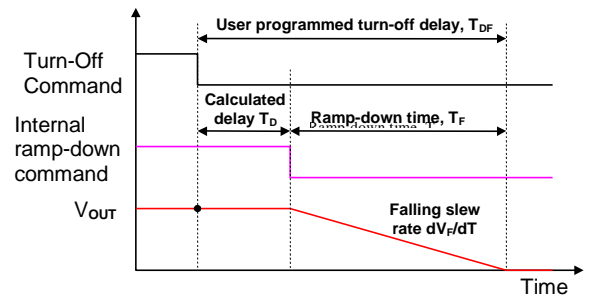 User programmed turn-off delay, TDF
Turn-Off
Command
Calculated
delay TD
Ramp-down time, TF
Internal
ramp-down
command
VOUT
Falling slew
rate dVF/dT
Time